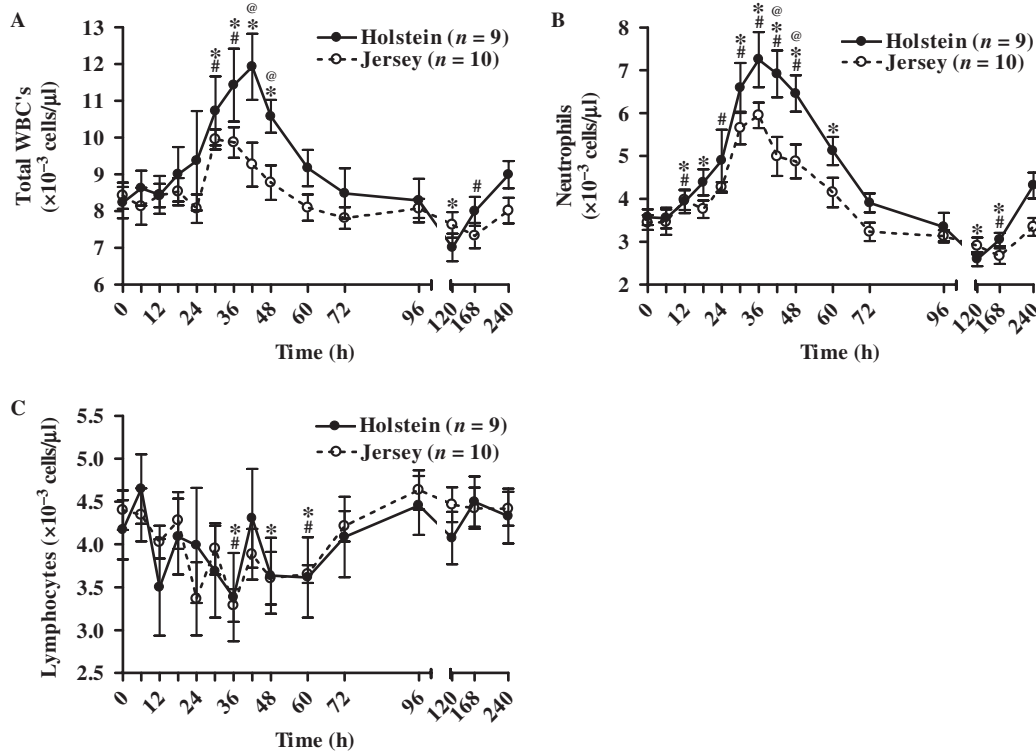 A
Total WBC's
(×10⁻³ cells/µl)
13
12
11
10
9
8
7
6
Holstein (n = 9)
Jersey (n = 10)
* #
* #
@ *
@ *
*
#
0 12 24 36 48 60 72 96 120 168 240
Time (h)
B
Neutrophils
(×10⁻³ cells/µl)
8
7
6
5
4
3
2
Holstein (n = 9)
Jersey (n = 10)
* #
*
#
* #
* #
@ * #
@ * #
*
*
* #
0 12 24 36 48 60 72 96 120 168 240
Time (h)
C
Lymphocytes (×10⁻³ cells/µl)
5.5
5.0
4.5
4.0
3.5
3.0
2.5
Holstein (n = 9)
Jersey (n = 10)
* #
*
* #
0 12 24 36 48 60 72 96 120 168 240
Time (h)